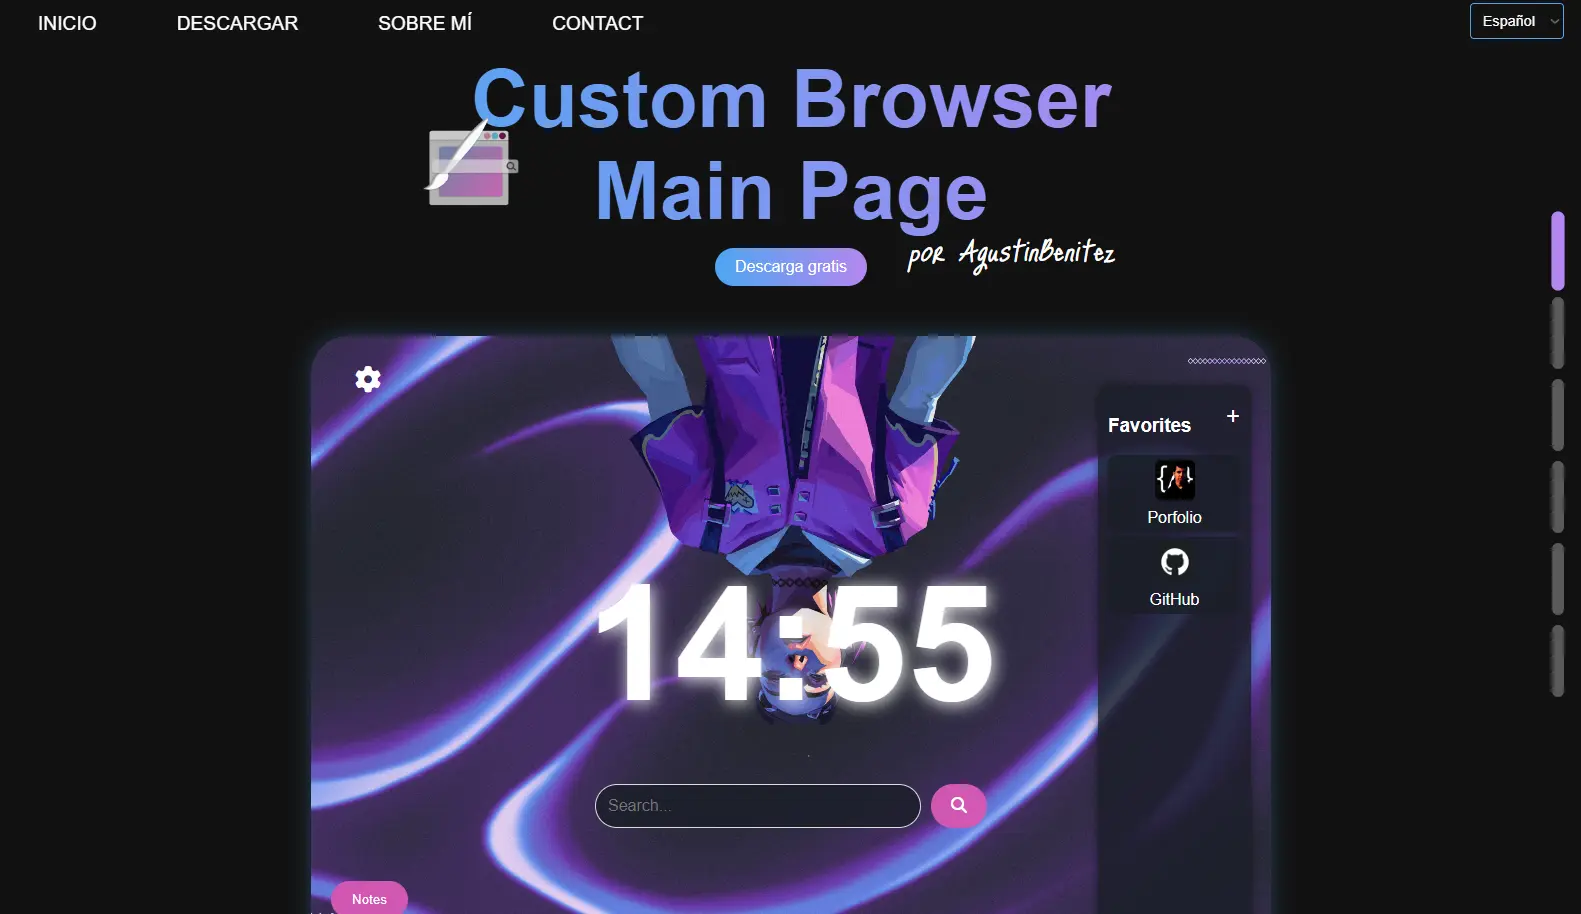 INICIO
DESCARGAR
SOBRE MÍ
CONTACT
Español
Custom Browser
Main Page
por AgustinBenitez
Descarga gratis
Favorites
+
Porfolio
GitHub
14:55
Search...
Notes